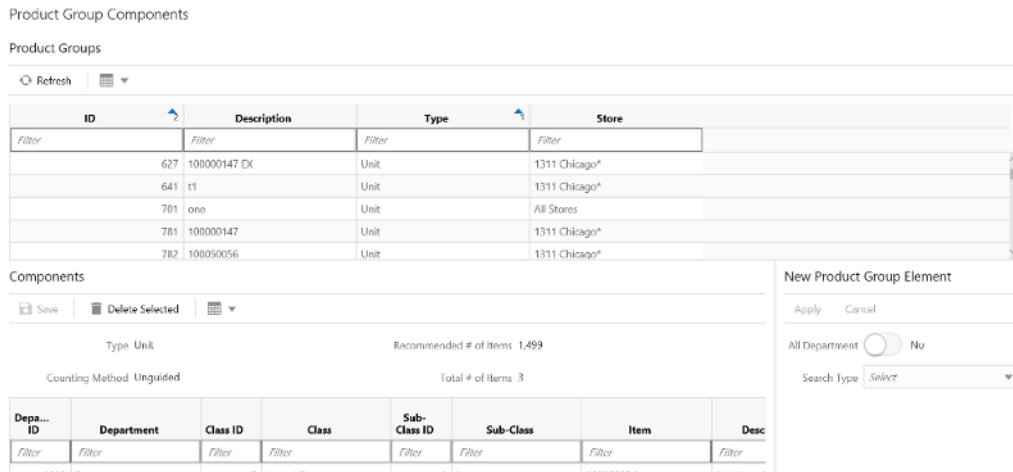 Product Group Components
Product Groups
Refresh
ID 2 Description Type 1 Store
Filter Filter Filter Filter
627 100000147 EX Unit 1311 Chicago*
641 t1 Unit 1311 Chicago*
701 one Unit All Stores
781 100000147 Unit 1311 Chicago*
782 100050056 Unit 1311 Chicago*
Components
New Product Group Element
Save Delete Selected
Apply Cancel
Type Unit Recommended # of Items 1,499
All Department No
Counting Method Unguided Total # of Items 3
Search Type Select
Depa... ID Department Class ID Class Sub-Class ID Sub-Class Item Desc
Filter Filter Filter Filter Filter Filter Filter Filter